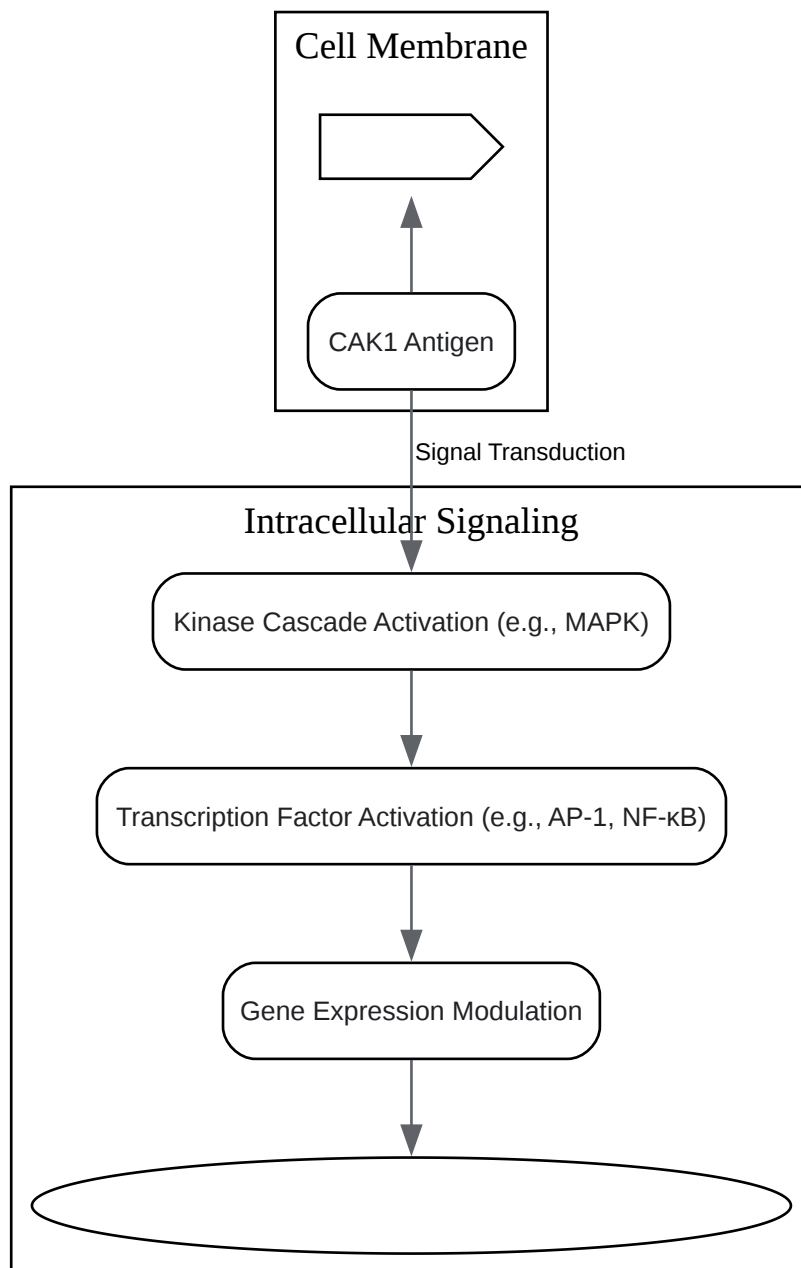 Cell Membrane
CAK1 Antigen
Signal Transduction
Intracellular Signaling
Kinase Cascade Activation (e.g., MAPK)
Transcription Factor Activation (e.g., AP-1, NF-κB)
Gene Expression Modulation